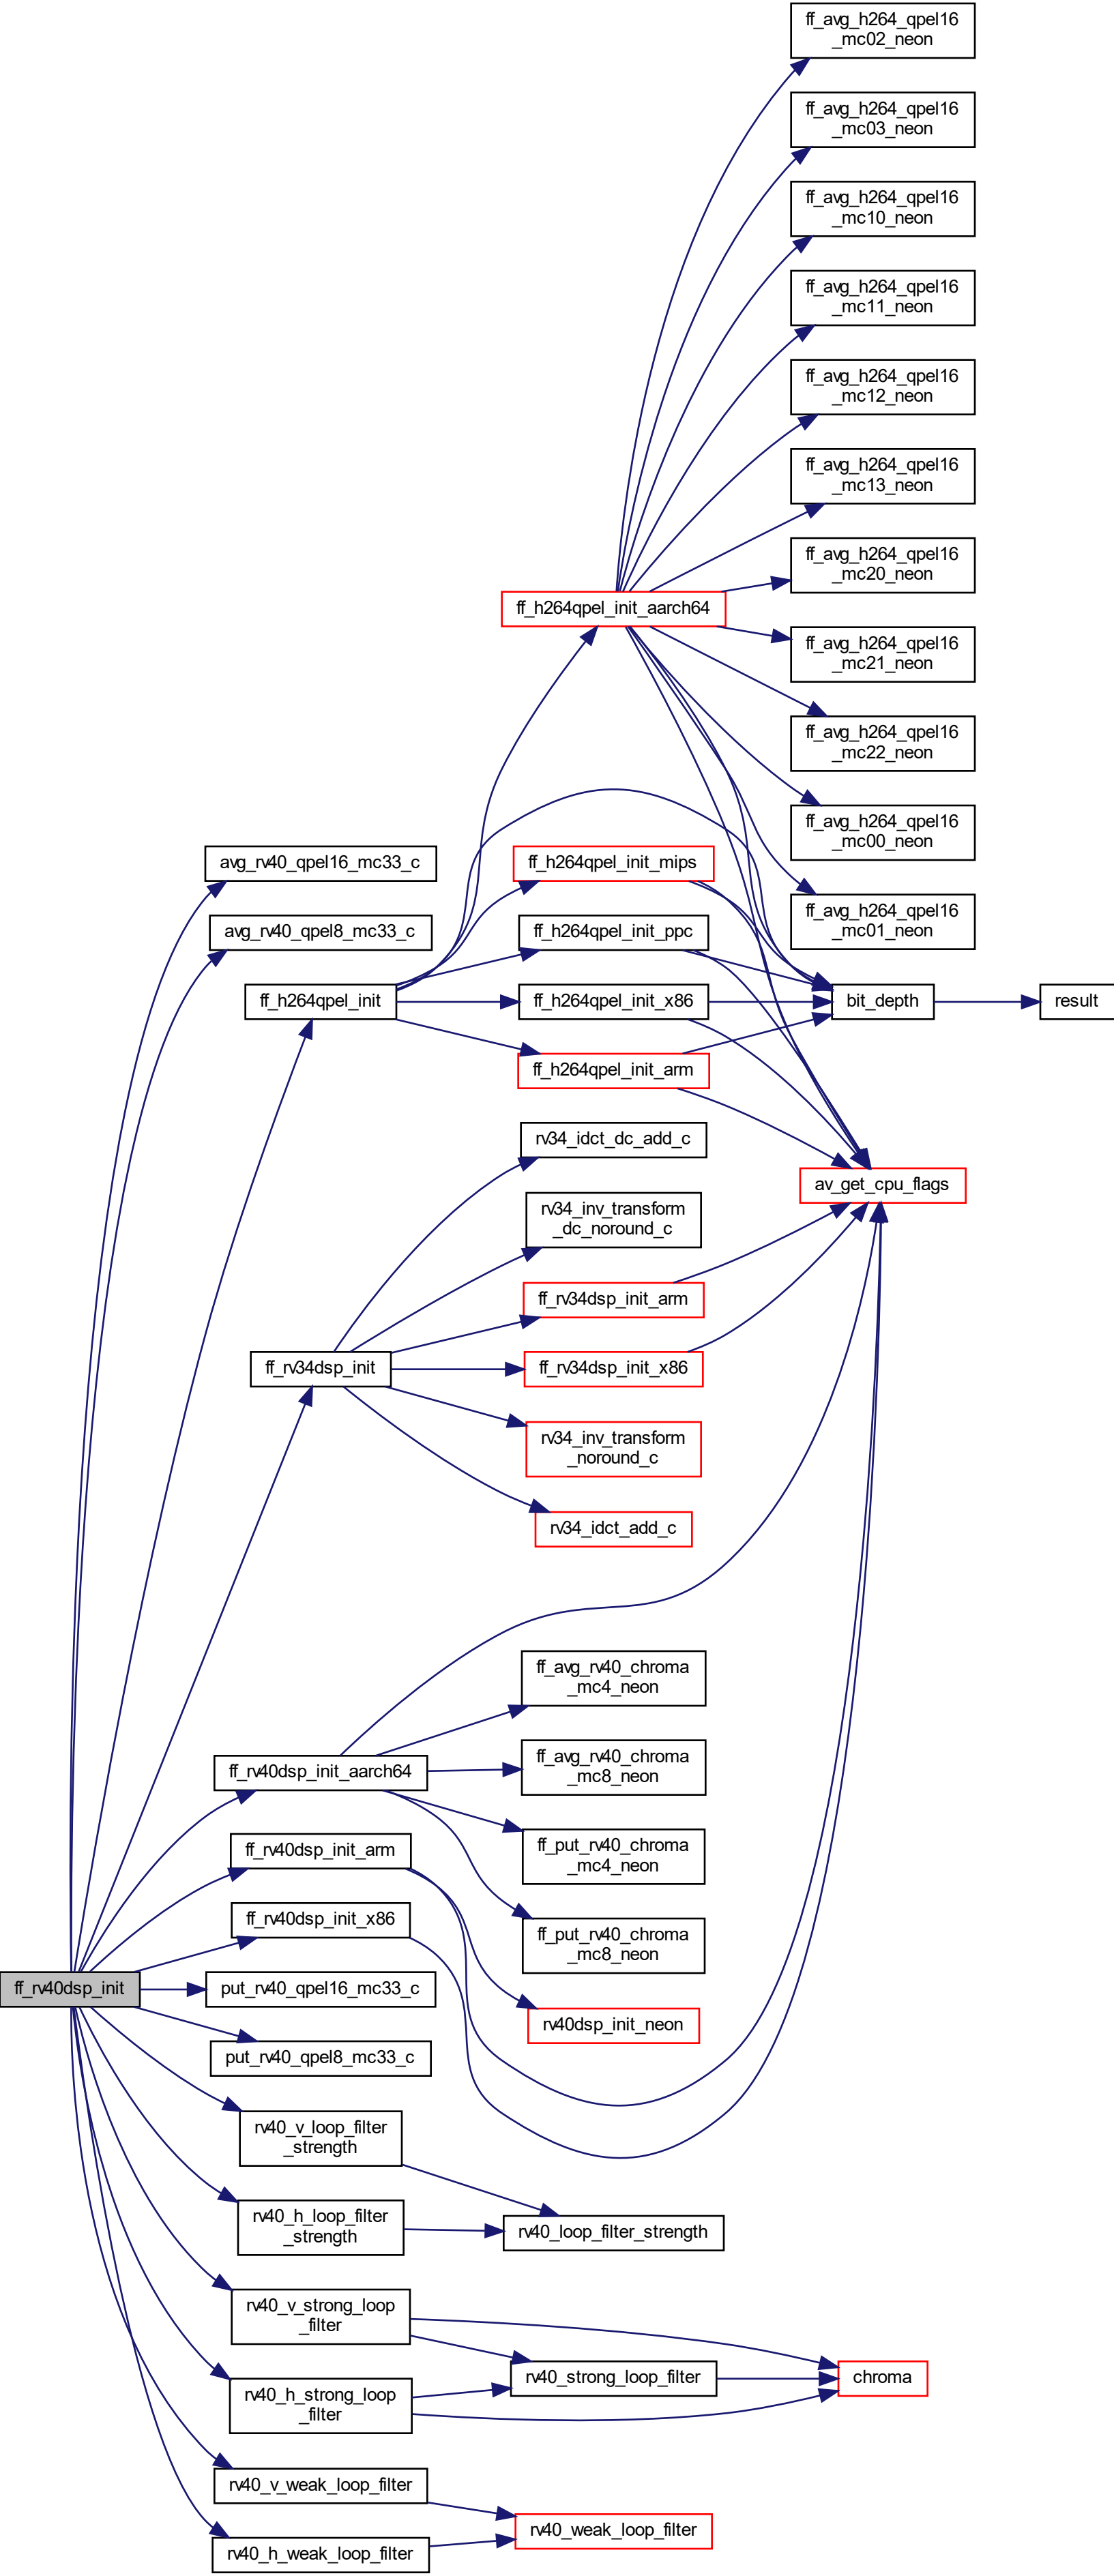 ff_avg_h264_qpel16
_mc02_neon
ff_avg_h264_qpel16
_mc03_neon
ff_avg_h264_qpel16
_mc10_neon
ff_avg_h264_qpel16
_mc11_neon
ff_avg_h264_qpel16
_mc12_neon
ff_avg_h264_qpel16
_mc13_neon
ff_avg_h264_qpel16
_mc20_neon
ff_h264qpel_init_aarch64
ff_avg_h264_qpel16
_mc21_neon
ff_avg_h264_qpel16
_mc22_neon
ff_avg_h264_qpel16
_mc00_neon
avg_rv40_qpel16_mc33_c
ff_h264qpel_init_mips
ff_avg_h264_qpel16
_mc01_neon
avg_rv40_qpel8_mc33_c
ff_h264qpel_init_ppc
ff_h264qpel_init
ff_h264qpel_init_x86
bit_depth
result
ff_h264qpel_init_arm
rv34_idct_dc_add_c
av_get_cpu_flags
rv34_inv_transform
_dc_noround_c
ff_rv34dsp_init_arm
ff_rv34dsp_init
ff_rv34dsp_init_x86
rv34_inv_transform
_noround_c
rv34_idct_add_c
ff_avg_rv40_chroma
_mc4_neon
ff_rv40dsp_init_aarch64
ff_avg_rv40_chroma
_mc8_neon
ff_rv40dsp_init_arm
ff_put_rv40_chroma
_mc4_neon
ff_rv40dsp_init_x86
ff_put_rv40_chroma
_mc8_neon
ff_rv40dsp_init
put_rv40_qpel16_mc33_c
rv40dsp_init_neon
put_rv40_qpel8_mc33_c
rv40_v_loop_filter
_strength
rv40_h_loop_filter
_strength
rv40_loop_filter_strength
rv40_v_strong_loop
_filter
rv40_strong_loop_filter
chroma
rv40_h_strong_loop
_filter
rv40_v_weak_loop_filter
rv40_weak_loop_filter
rv40_h_weak_loop_filter